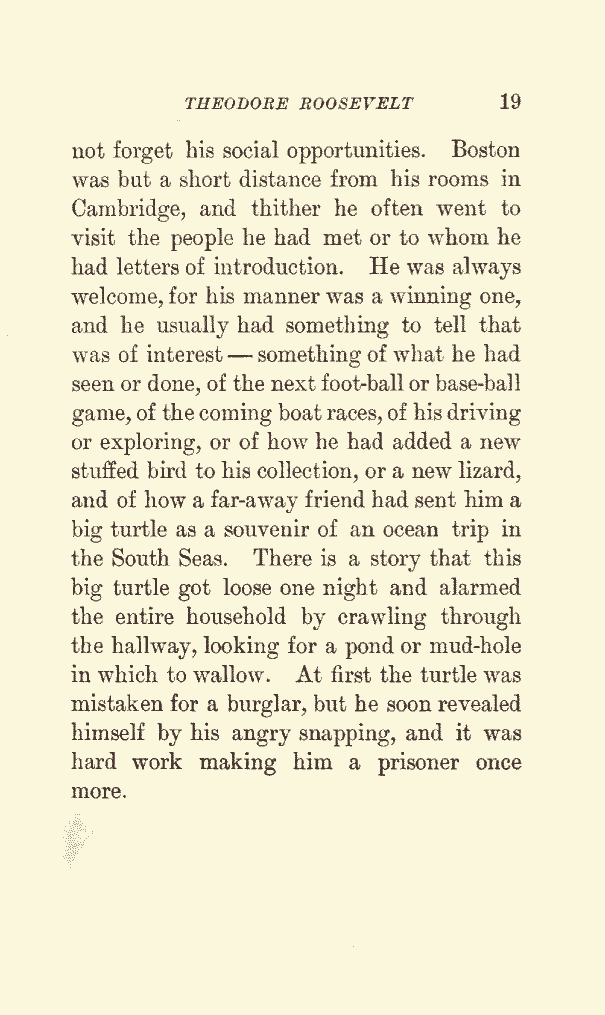 THEODORE ROOSEVELT 19
not forget his social opportunities. Boston
was but a short distance from his rooms in
Cambridge, and thither he often went to
visit the people he had met or to whom he
had letters of introduction. He was always
welcome, for his manner was a winning one,
and he usually had something to tell that
was of interest — something of what he had
seen or done, of the next foot-ball or base-ball
game, of the coming boat races, of his driving
or exploring, or of how he had added a new
stuffed bird to his collection, or a new lizard,
and of how a far-away friend had sent him a
big turtle as a souvenir of an ocean trip in
the South Seas. There is a story that this
big turtle got loose one night and alarmed
the entire household by crawling through
the hallway, looking for a pond or mud-hole
in which to wallow. At first the turtle was
mistaken for a burglar, but he soon revealed
himself by his angry snapping, and it was
hard work making him a prisoner once
more.